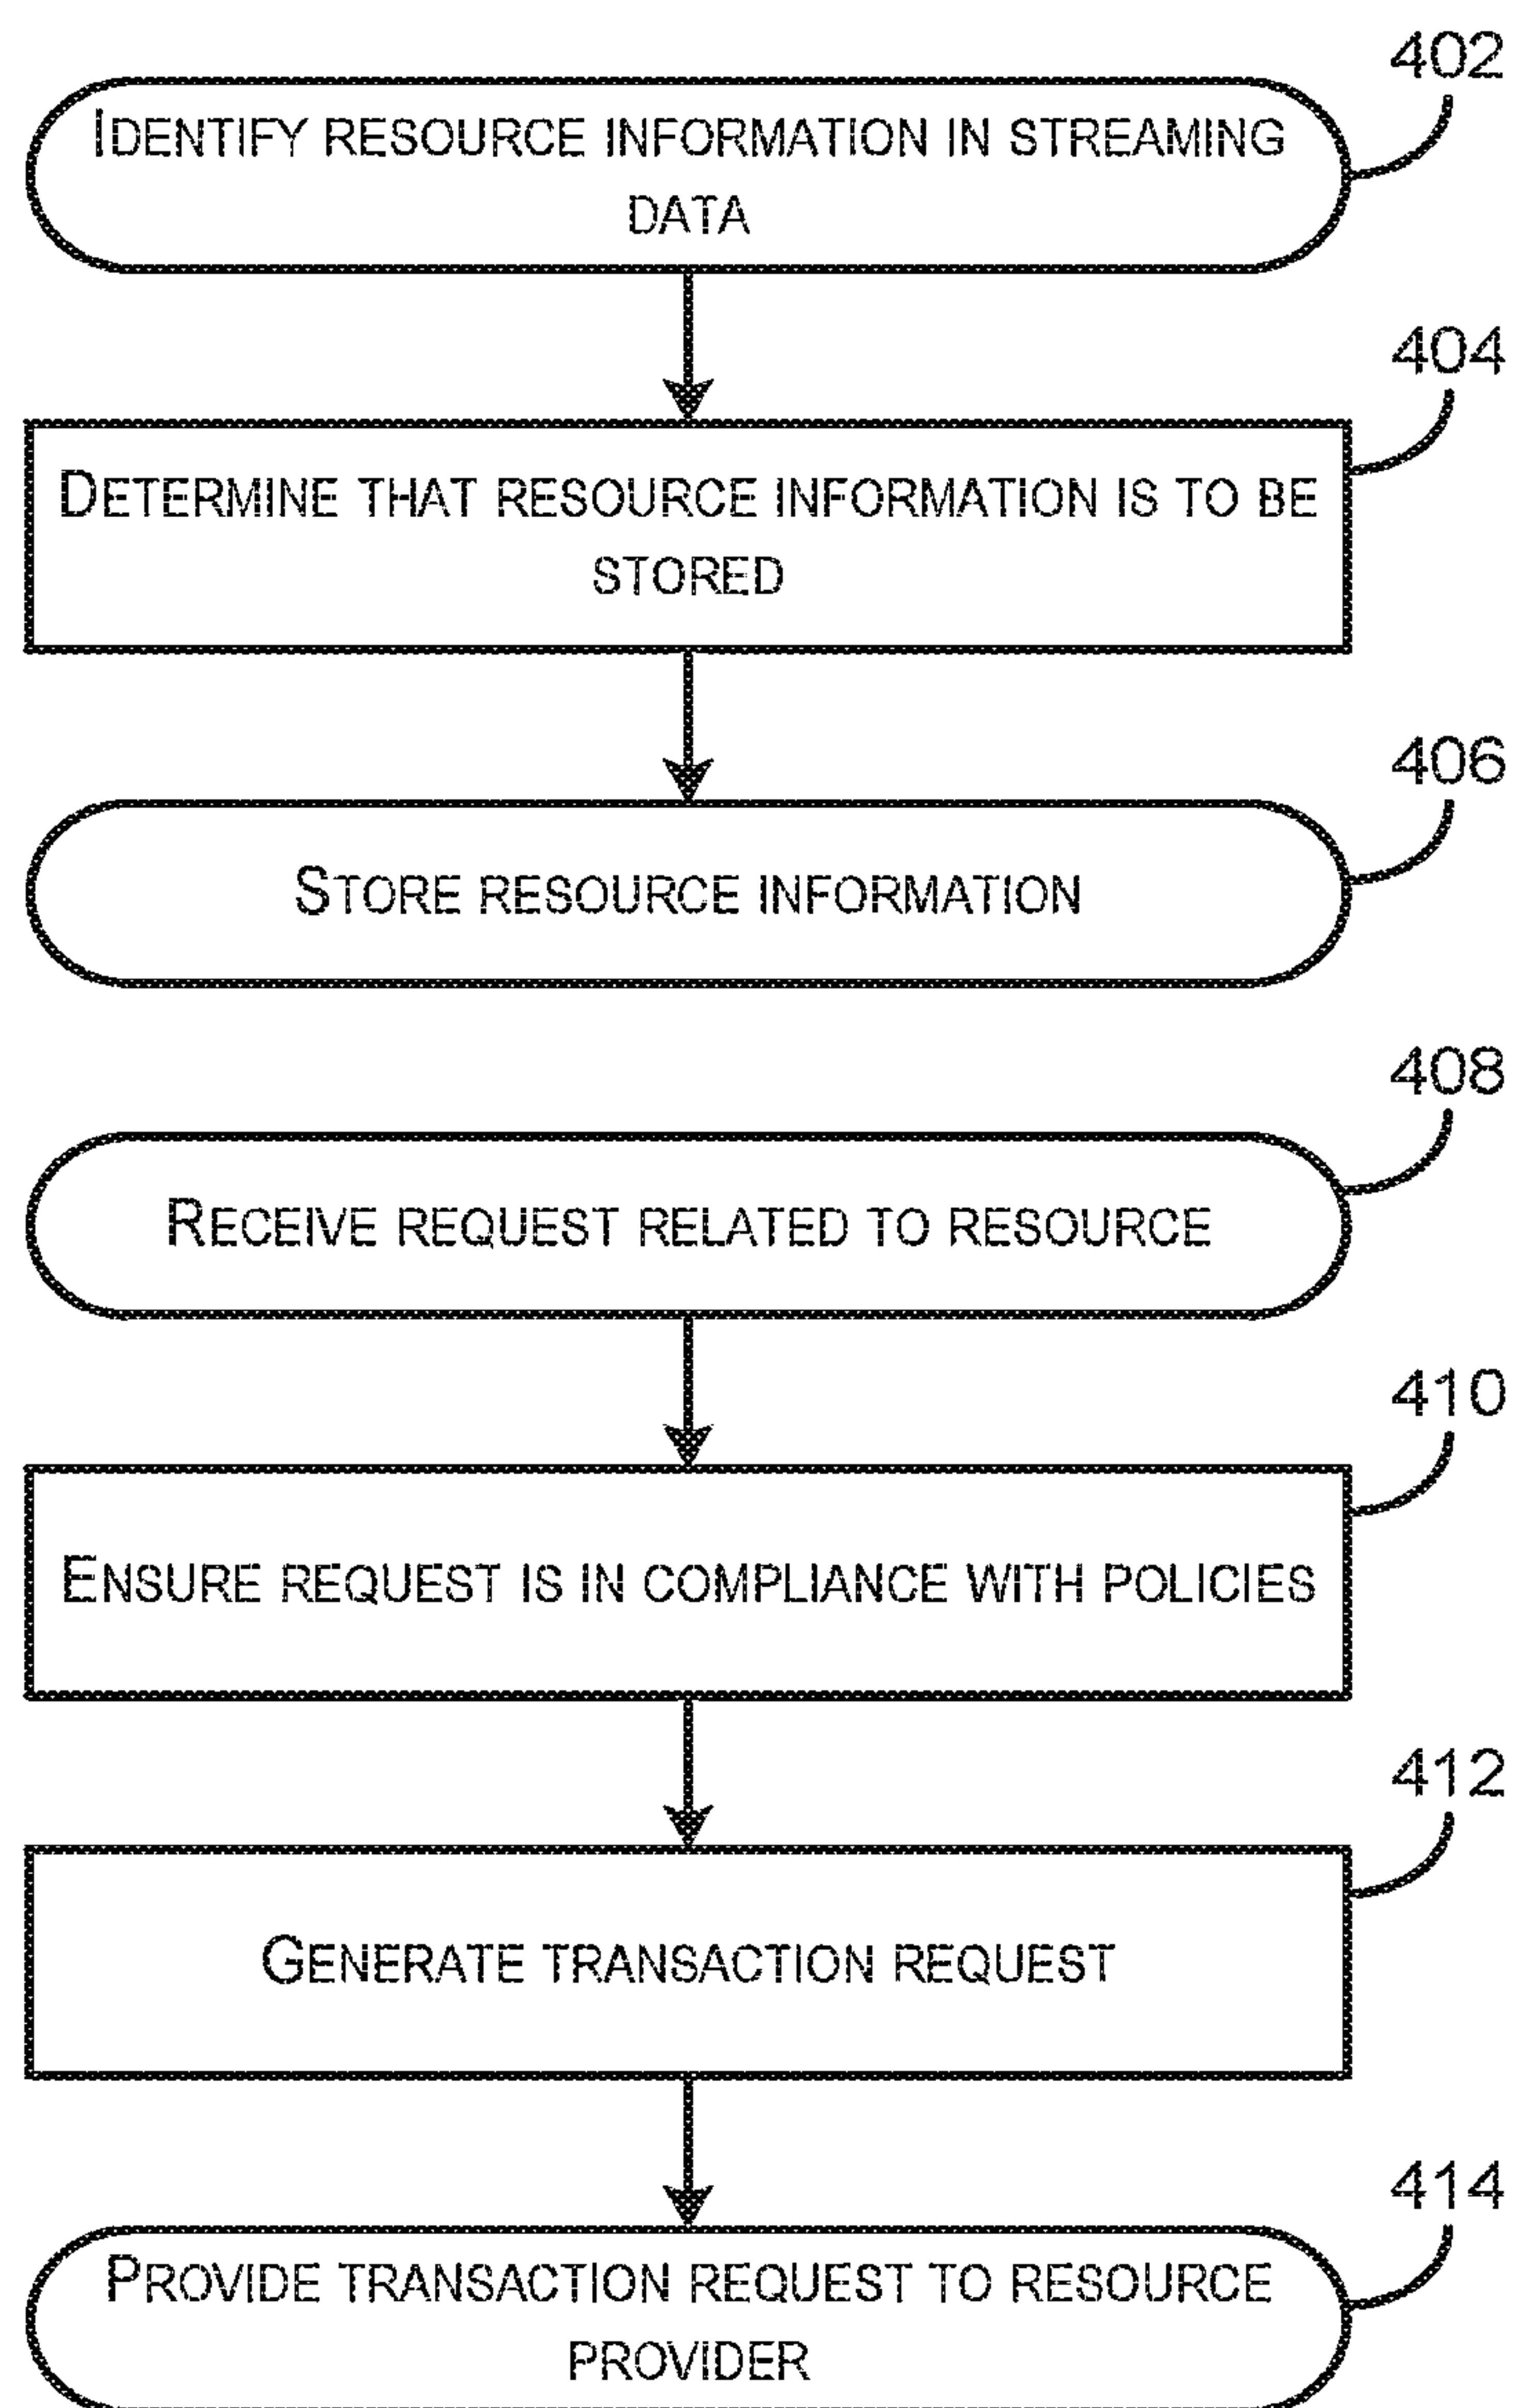 402
IDENTIFY RESOURCE INFORMATION IN STREAMING
DATA
404
DETERMINE THAT RESOURCE INFORMATION IS TO BE
STORED
406
STORE RESOURCE INFORMATION
408
RECEIVE REQUEST RELATED TO RESOURCE
410
ENSURE REQUEST IS IN COMPLIANCE WITH POLICIES
412
GENERATE TRANSACTION REQUEST
414
PROVIDE TRANSACTION REQUEST TO RESOURCE
PROVIDER